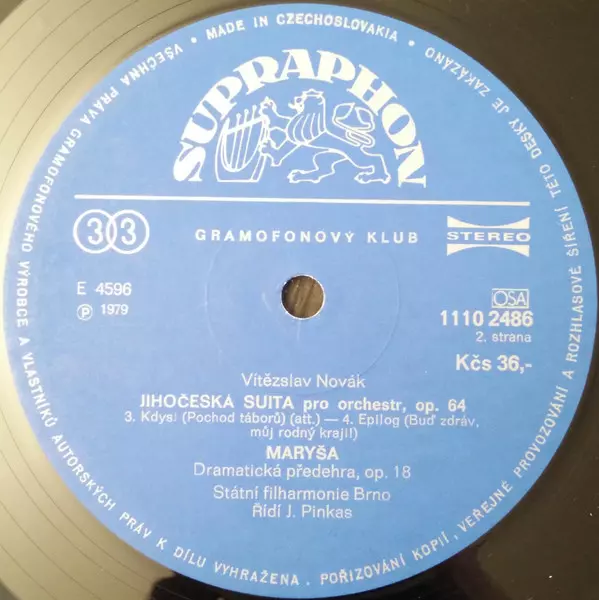 MADE IN CZECHOSLOVAKIA • VŠECHNA PRÁVA GRAMOFONOVÉHO VÝROBCE A VLASTNÍKŮ AUTORSKÝCH PRÁV K DÍLU VYHRAŽENA. POŘIZOVÁNÍ KOPIÍ, VEŘEJNÉ PROVOZOVÁNÍ A ROZHLASOVÉ ŠÍŘENÍ TÉTO DESKY JE ZAKÁZÁNO •
SUPRAPHON
33
GRAMOFONOVÝ KLUB
STEREO
E 4596
OSA
℗ 1979
1110 2486
2. strana
Kčs 36,-
Vítězslav Novák
JIHOČESKÁ SUITA pro orchestr, op. 64
3. Kdysi (Pochod táborů) (att.) — 4. Epilog (Buď zdráv,
můj rodný kraji!)
MARYŠA
Dramatická předehra, op. 18
Státní filharmonie Brno
Řídí J. Pinkas